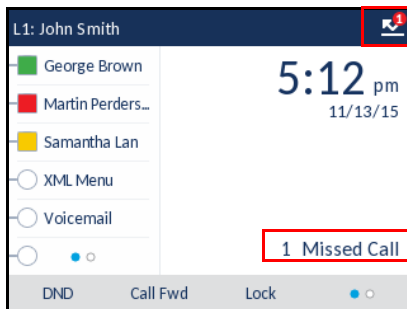 L1: John Smith
1
George Brown
5:12 pm
Martin Perders...
11/13/15
Samantha Lan
XML Menu
Voicemail
1 Missed Call
DND Call Fwd Lock